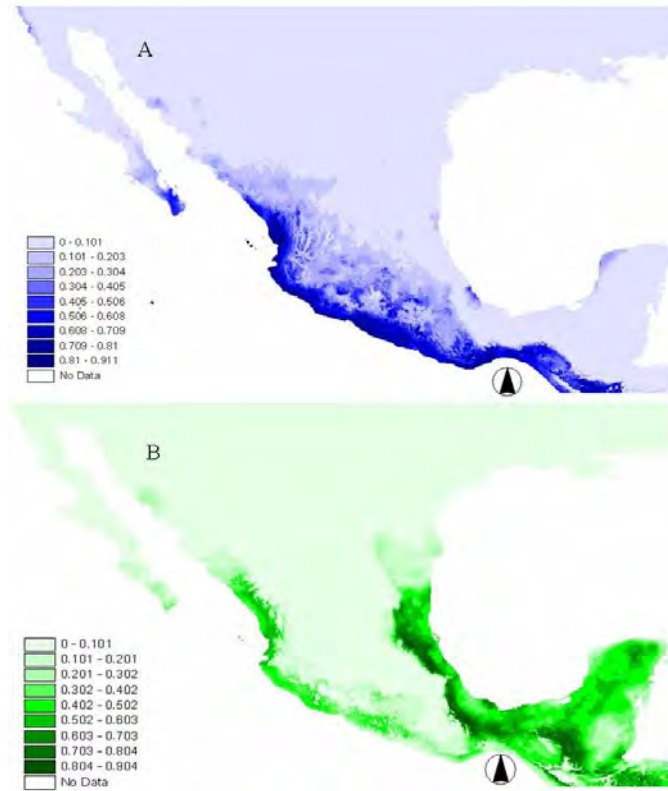 A
0 - 0.101
0.101 - 0.203
0.203 - 0.304
0.304 - 0.405
0.405 - 0.506
0.506 - 0.608
0.608 - 0.709
0.709 - 0.81
0.81 - 0.911
No Data
B
0 - 0.101
0.101 - 0.201
0.201 - 0.302
0.302 - 0.402
0.402 - 0.502
0.502 - 0.603
0.603 - 0.703
0.703 - 0.804
0.804 - 0.904
No Data